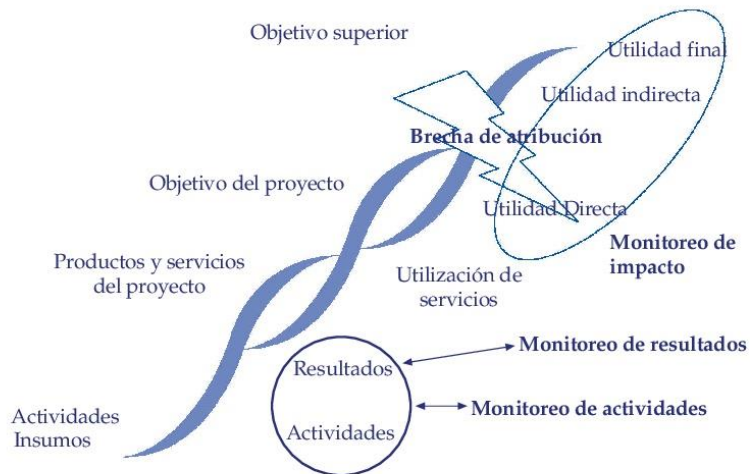 Objetivo superior
Utilidad final
Utilidad indirecta
Brecha de atribución
Objetivo del proyecto
Utilidad Directa
Monitoreo de
impacto
Productos y servicios
del proyecto
Utilización de
servicios
Monitoreo de resultados
Resultados
Monitoreo de actividades
Actividades
Actividades
Insumos